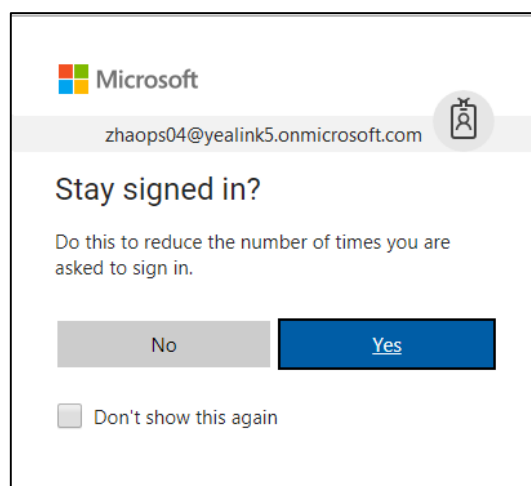 Microsoft
zhaops04@yealink5.onmicrosoft.com
Stay signed in?
Do this to reduce the number of times you are
asked to sign in.
No
Yes
Don't show this again